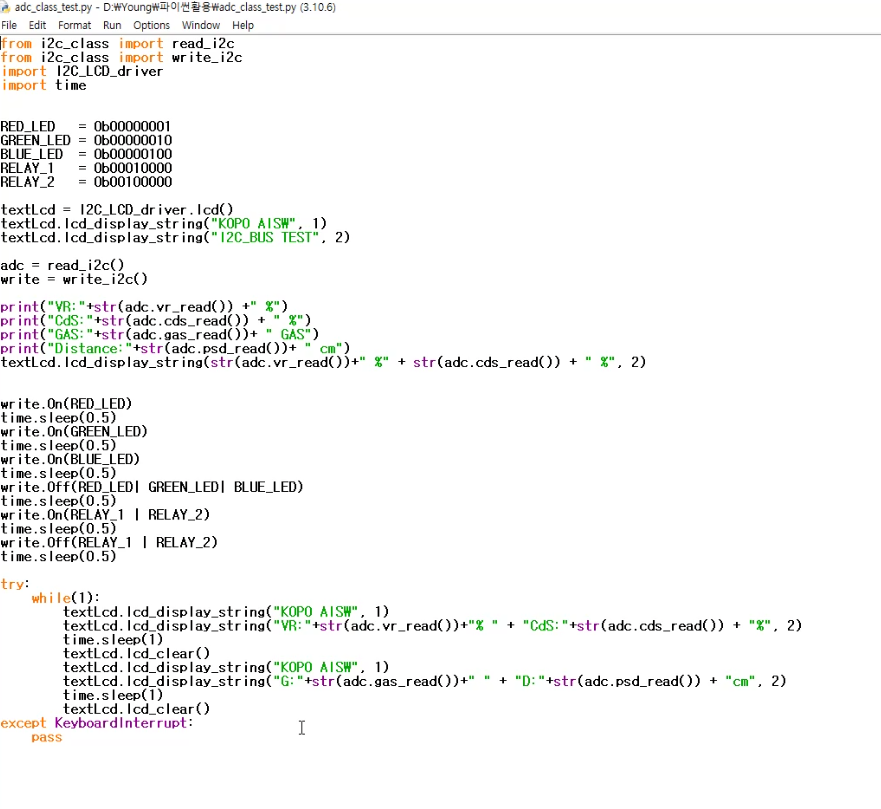 adc_class_test.py - D:₩Young₩파이썬활용₩adc_class_test.py (3.10.6)
File Edit Format Run Options Window Help
from i2c_class import read_i2c
from i2c_class import write_i2c
import I2C_LCD_driver
import time
RED_LED = 0b00000001
GREEN_LED = 0b00000010
BLUE_LED = 0b00000100
RELAY_1 = 0b00010000
RELAY_2 = 0b00100000
textLcd = I2C_LCD_driver.lcd()
textLcd.lcd_display_string("KOPO AISW", 1)
textLcd.lcd_display_string("I2C_BUS TEST", 2)
adc = read_i2c()
write = write_i2c()
print("VR:"+str(adc.vr_read()) +" %")
print("CdS:"+str(adc.cds_read()) + " %")
print("GAS:"+str(adc.gas_read())+ " GAS")
print("Distance:"+str(adc.psd_read())+ " cm")
textLcd.lcd_display_string(str(adc.vr_read())+" %" + str(adc.cds_read()) + " %", 2)
write.On(RED_LED)
time.sleep(0.5)
write.On(GREEN_LED)
time.sleep(0.5)
write.On(BLUE_LED)
time.sleep(0.5)
write.Off(RED_LED| GREEN_LED| BLUE_LED)
time.sleep(0.5)
write.On(RELAY_1 | RELAY_2)
time.sleep(0.5)
write.Off(RELAY_1 | RELAY_2)
time.sleep(0.5)
try:
    while(1):
        textLcd.lcd_display_string("KOPO AISW", 1)
        textLcd.lcd_display_string("VR:"+str(adc.vr_read())+"% " + "CdS:"+str(adc.cds_read()) + "%", 2)
        time.sleep(1)
        textLcd.lcd_clear()
        textLcd.lcd_display_string("KOPO AISW", 1)
        textLcd.lcd_display_string("G:"+str(adc.gas_read())+" " + "D:"+str(adc.psd_read()) + "cm", 2)
        time.sleep(1)
        textLcd.lcd_clear()
except KeyboardInterrupt:
    pass